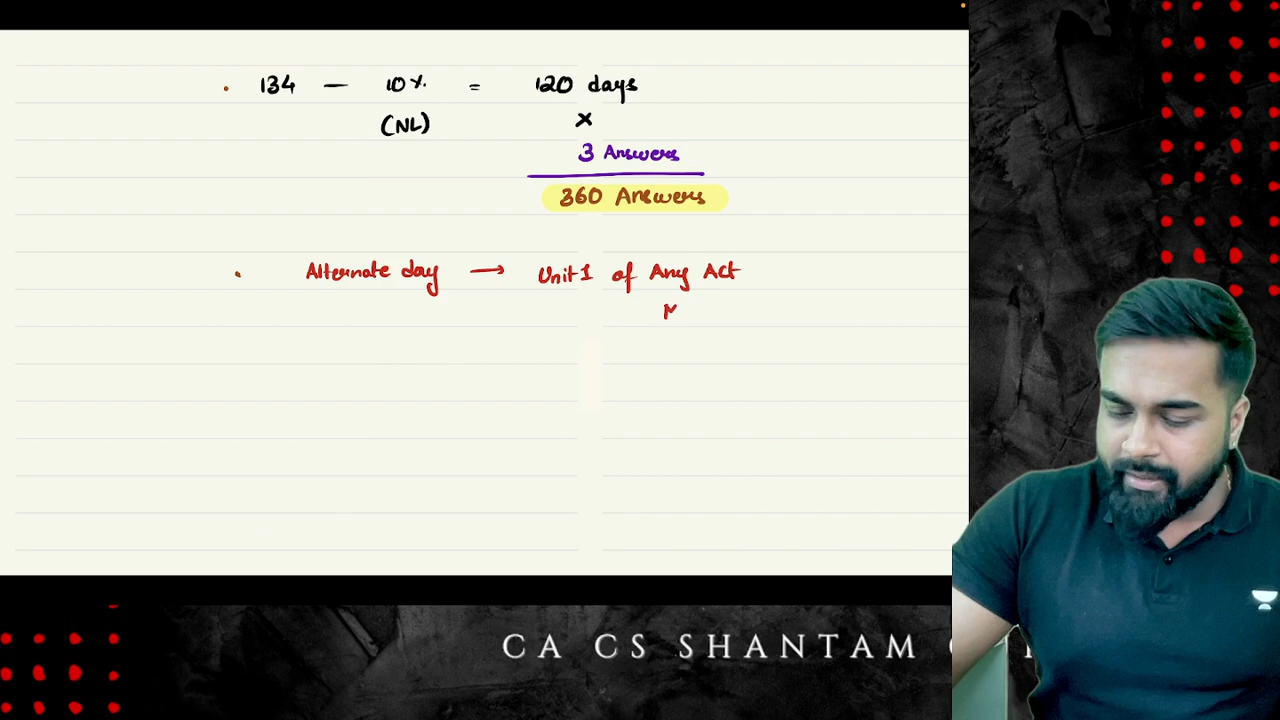 134 — 10% = 120 days
(NL) ×
3 Answers
360 Answers
Alternate day → Unit 1 of Any Act
CA CS SHANTAM